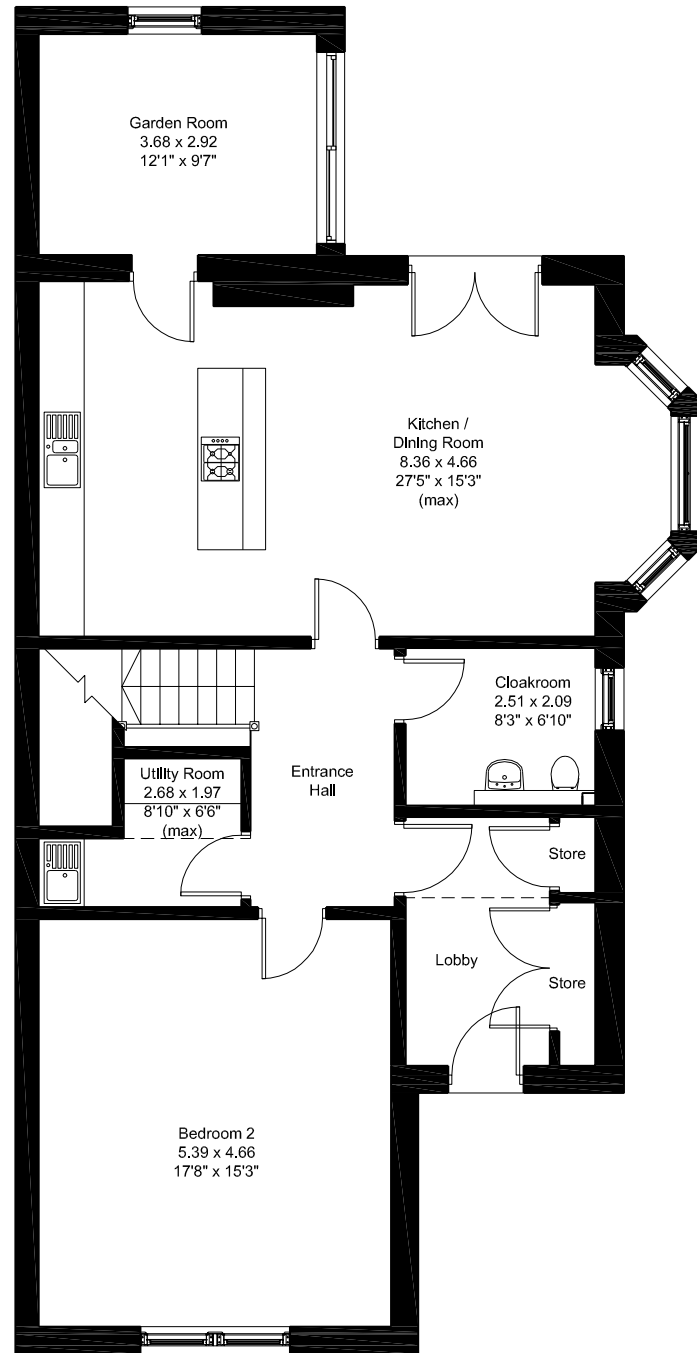 Garden Room
3.68 x 2.92
12'1" x 9'7"
Kitchen /
Dining Room
8.36 x 4.66
27'5" x 15'3"
(max)
Cloakroom
2.51 x 2.09
8'3" x 6'10"
Utility Room
2.68 x 1.97
8'10" x 6'6"
(max)
Entrance
Hall
Store
Lobby
Store
Bedroom 2
5.39 x 4.66
17'8" x 15'3"